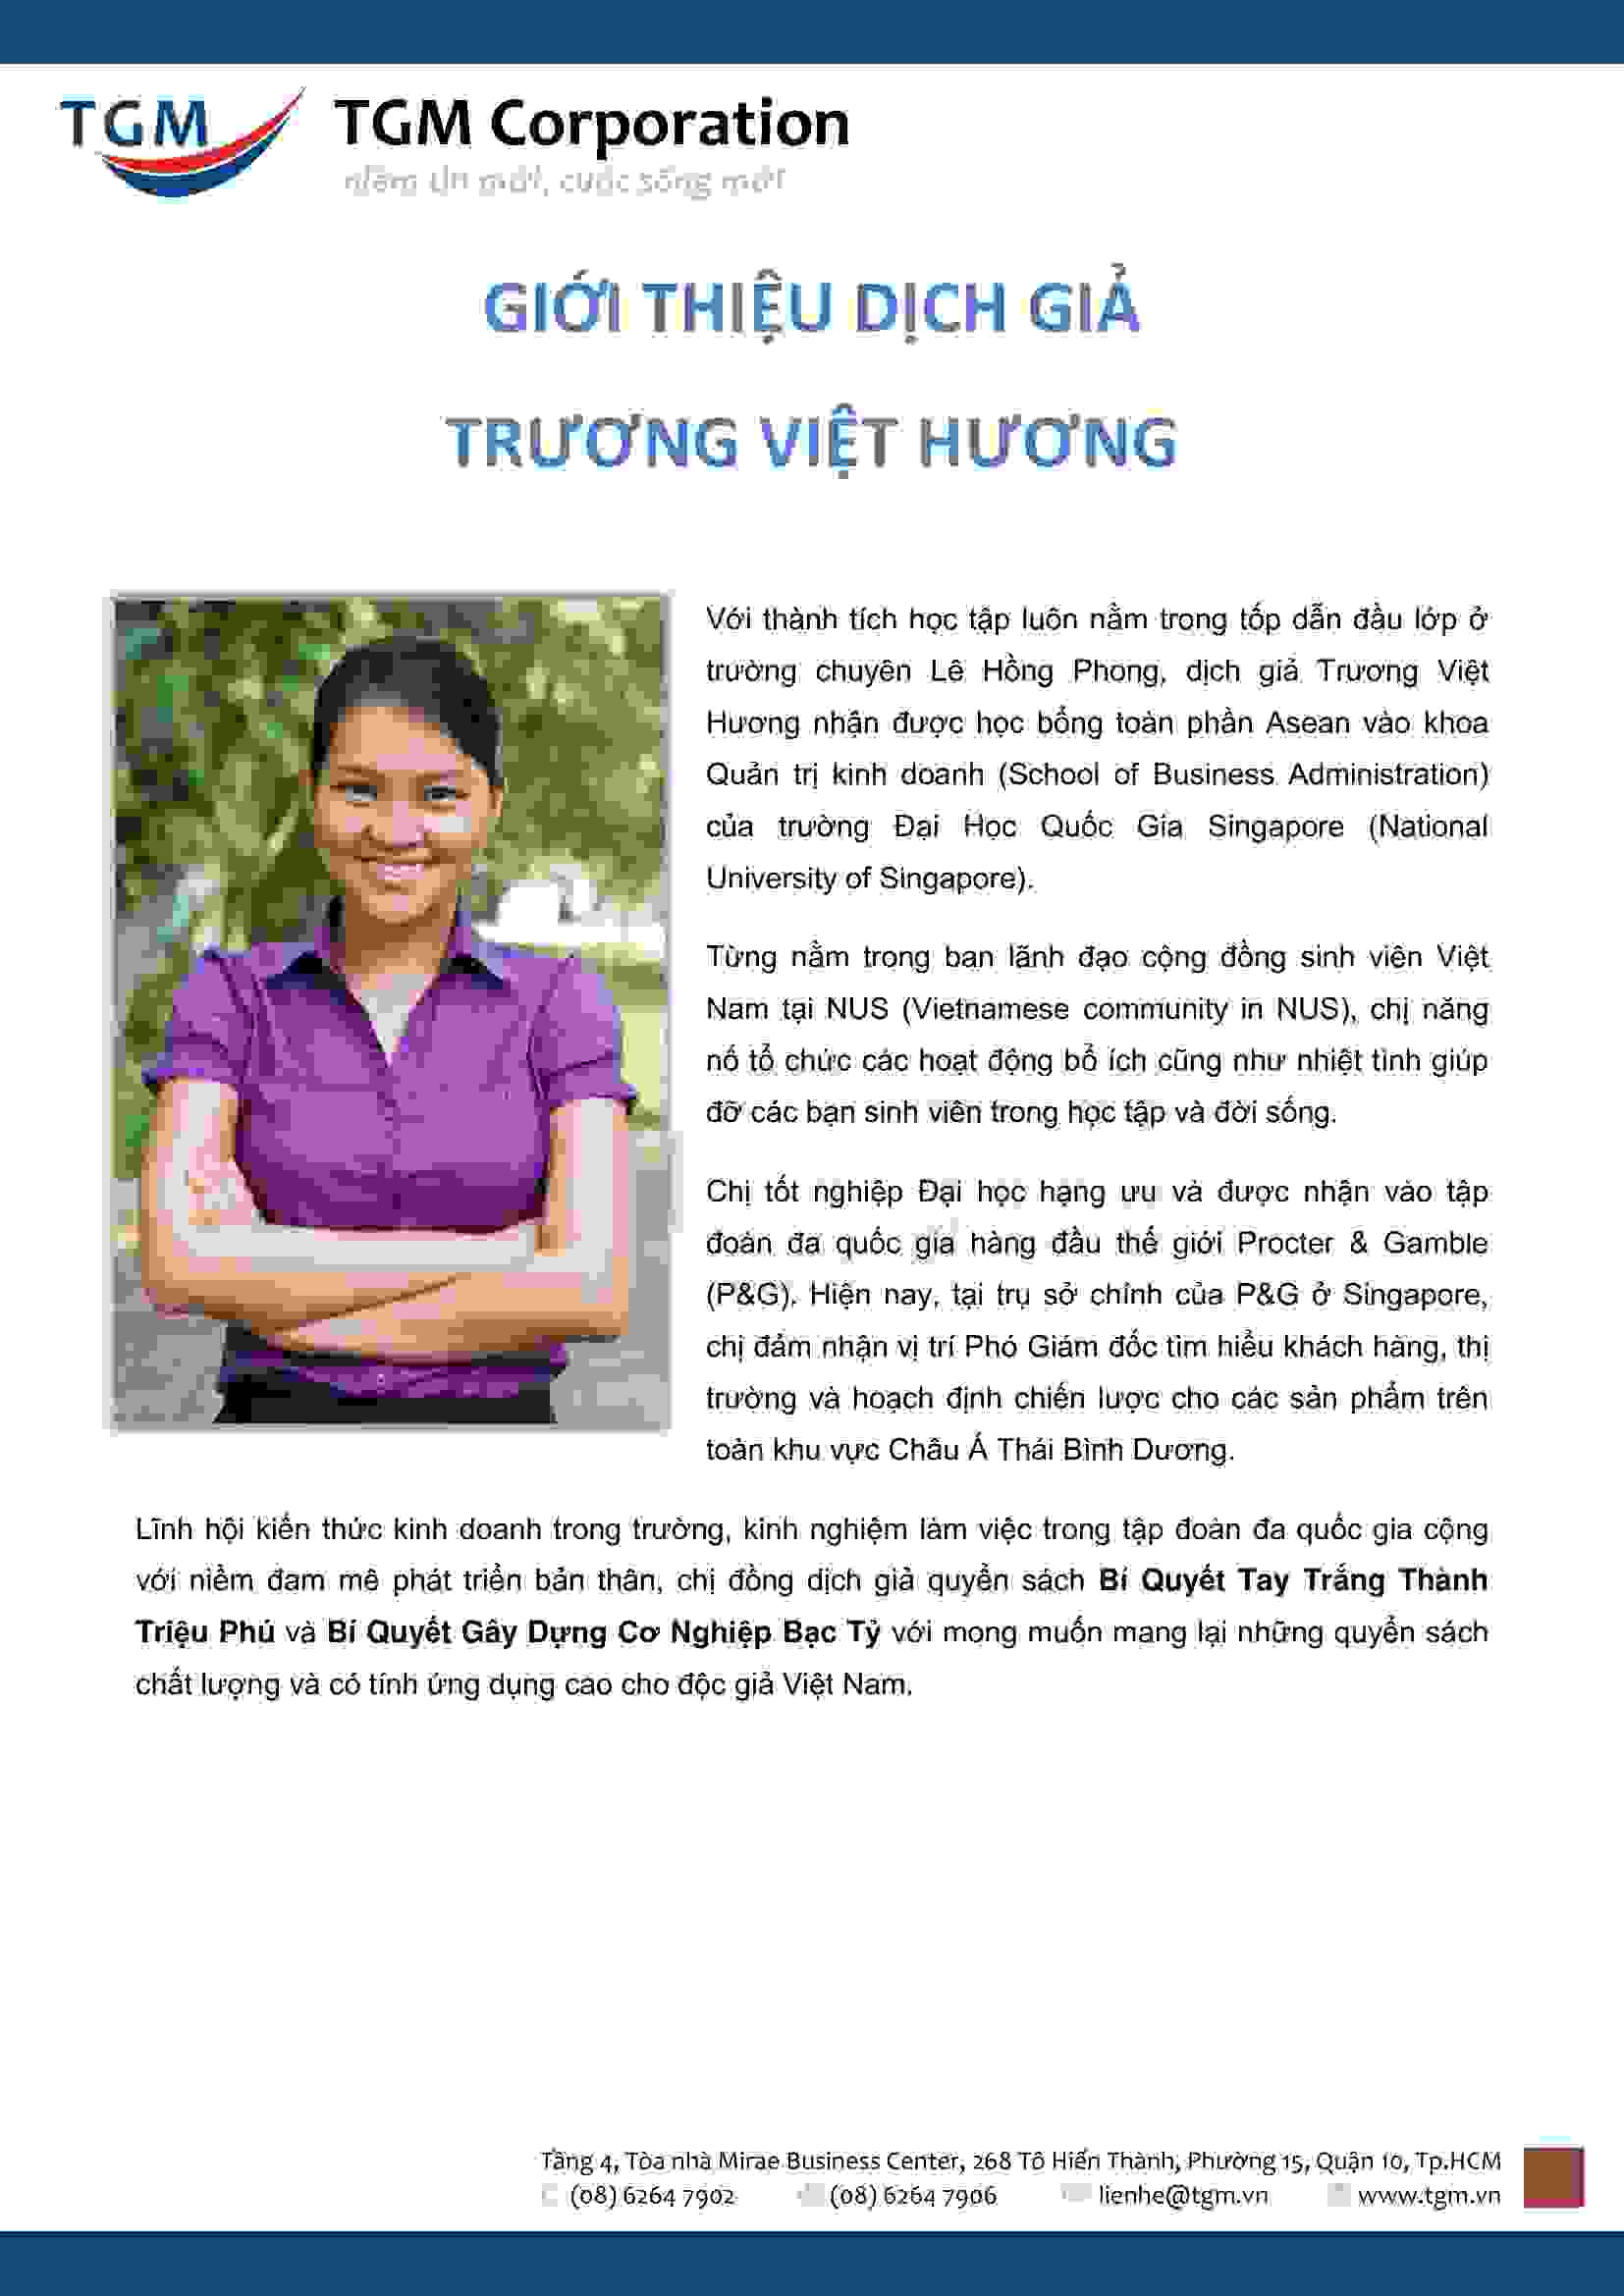 TGM
TGM Corporation
niềm tin mới, cuộc sống mới
GIỚI THIỆU DỊCH GIẢ
TRƯƠNG VIỆT HƯƠNG
Với thành tích học tập luôn nằm trong tốp dẫn đầu lớp ở
trường chuyên Lê Hồng Phong, dịch giả Trương Việt
Hương nhận được học bổng toàn phần Asean vào khoa
Quản trị kinh doanh (School of Business Administration)
của trường Đại Học Quốc Gia Singapore (National
University of Singapore).
Từng nằm trong ban lãnh đạo cộng đồng sinh viên Việt
Nam tại NUS (Vietnamese community in NUS), chị năng
nổ tổ chức các hoạt động bổ ích cũng như nhiệt tình giúp
đỡ các bạn sinh viên trong học tập và đời sống.
Chị tốt nghiệp Đại học hạng ưu và được nhận vào tập
đoàn đa quốc gia hàng đầu thế giới Procter & Gamble
(P&G). Hiện nay, tại trụ sở chính của P&G ở Singapore,
chị đảm nhận vị trí Phó Giám đốc tìm hiểu khách hàng, thị
trường và hoạch định chiến lược cho các sản phẩm trên
toàn khu vực Châu Á Thái Bình Dương.
Lĩnh hội kiến thức kinh doanh trong trường, kinh nghiệm làm việc trong tập đoàn đa quốc gia cộng
với niềm đam mê phát triển bản thân, chị đồng dịch giả quyển sách Bí Quyết Tay Trắng Thành
Triệu Phú và Bí Quyết Gây Dựng Cơ Nghiệp Bạc Tỷ với mong muốn mang lại những quyển sách
chất lượng và có tính ứng dụng cao cho độc giả Việt Nam.
Tầng 4, Tòa nhà Mirae Business Center, 268 Tô Hiến Thành, Phường 15, Quận 10, Tp.HCM
(08) 6264 7902 (08) 6264 7906 lienhe@tgm.vn www.tgm.vn